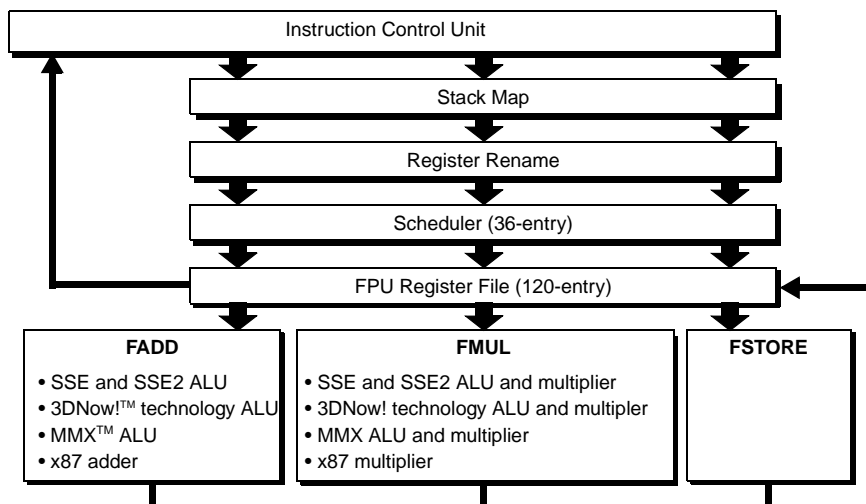 Instruction Control Unit
Stack Map
Register Rename
Scheduler (36-entry)
FPU Register File (120-entry)
FADD
• SSE and SSE2 ALU
• 3DNow!™ technology ALU
• MMX™ ALU
• x87 adder
FMUL
• SSE and SSE2 ALU and multiplier
• 3DNow! technology ALU and multipler
• MMX ALU and multiplier
• x87 multiplier
FSTORE